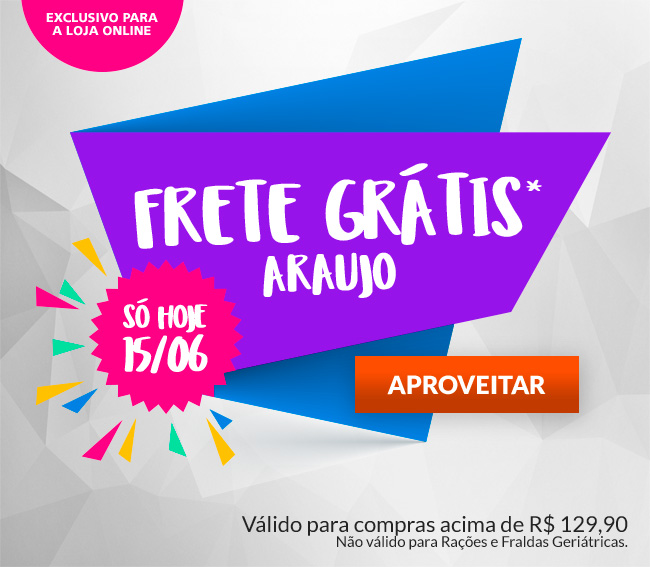 EXCLUSIVO PARA
A LOJA ONLINE
FRETE GRÁTIS*
ARAUJO
SÓ HOJE
15/06
APROVEITAR
Válido para compras acima de R$ 129,90
Não válido para Rações e Fraldas Geriátricas.